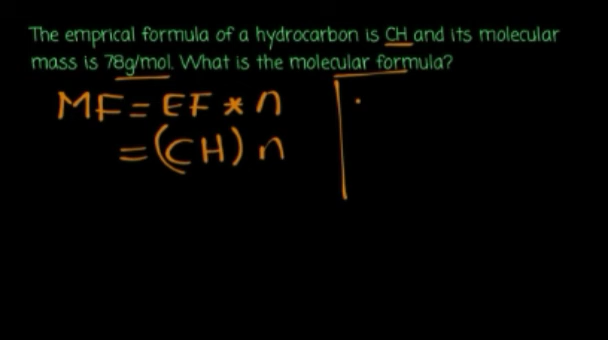 The emprical formula of a hydrocarbon is CH and its molecular
mass is 78g/mol. What is the molecular formula?
MF = EF * n
= (CH) n